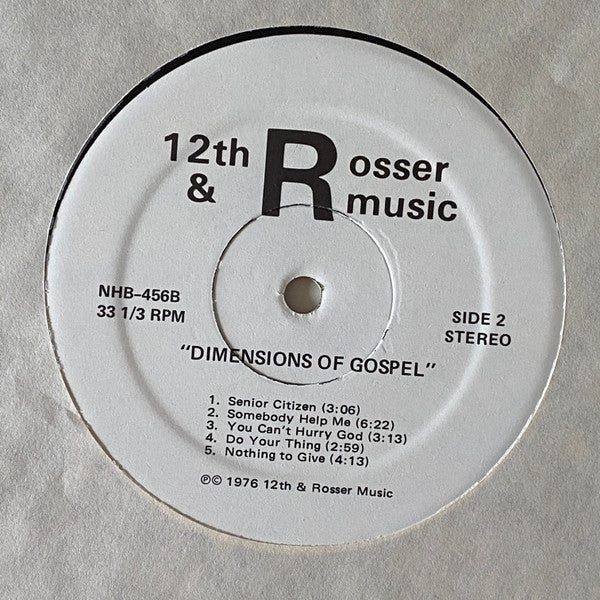 12th Rosser
& music
NHB-456B
33 1/3 RPM
SIDE 2
STEREO
"DIMENSIONS OF GOSPEL"
1. Senior Citizen (3:06)
2. Somebody Help Me (6:22)
3. You Can't Hurry God (3:13)
4. Do Your Thing (2:59)
5. Nothing to Give (4:13)
℗© 1976 12th & Rosser Music